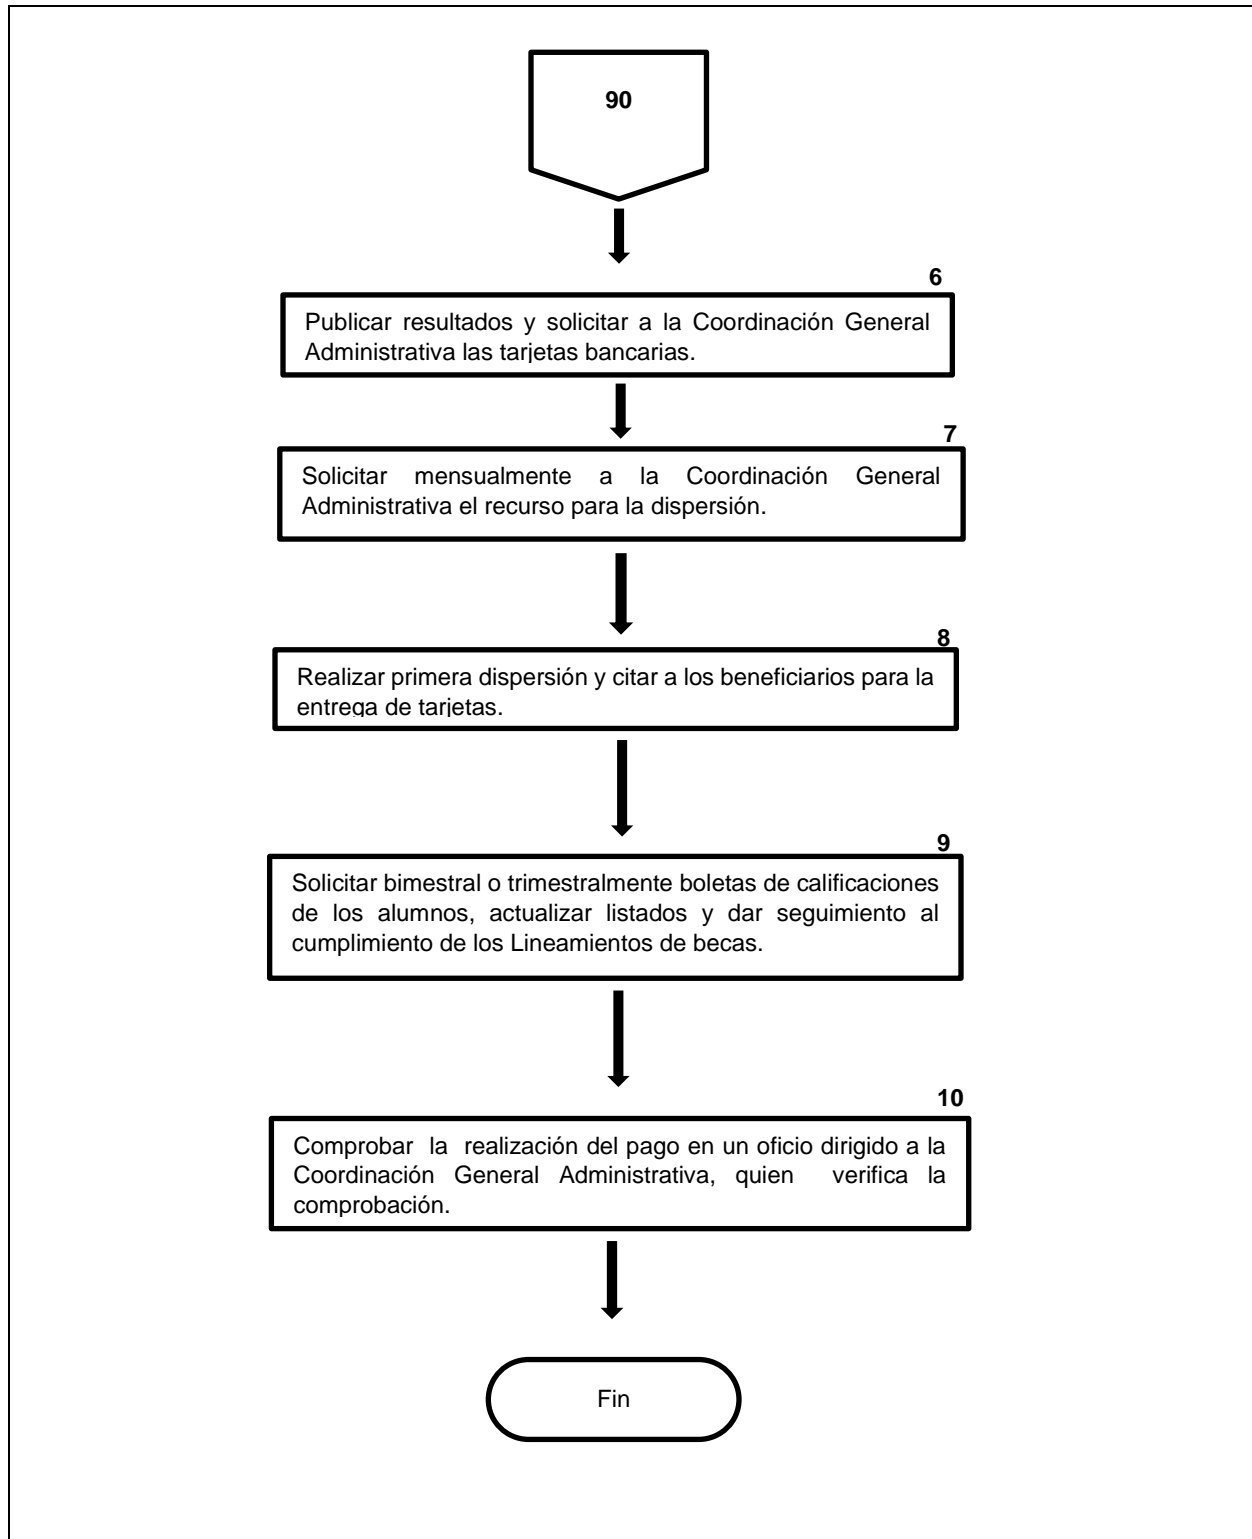 90
6
Publicar resultados y solicitar a la Coordinación General
Administrativa las tarjetas bancarias.
7
Solicitar mensualmente a la Coordinación General
Administrativa el recurso para la dispersión.
8
Realizar primera dispersión y citar a los beneficiarios para la
entrega de tarjetas.
9
Solicitar bimestral o trimestralmente boletas de calificaciones
de los alumnos, actualizar listados y dar seguimiento al
cumplimiento de los Lineamientos de becas.
10
Comprobar la realización del pago en un oficio dirigido a la
Coordinación General Administrativa, quien verifica la
comprobación.
Fin